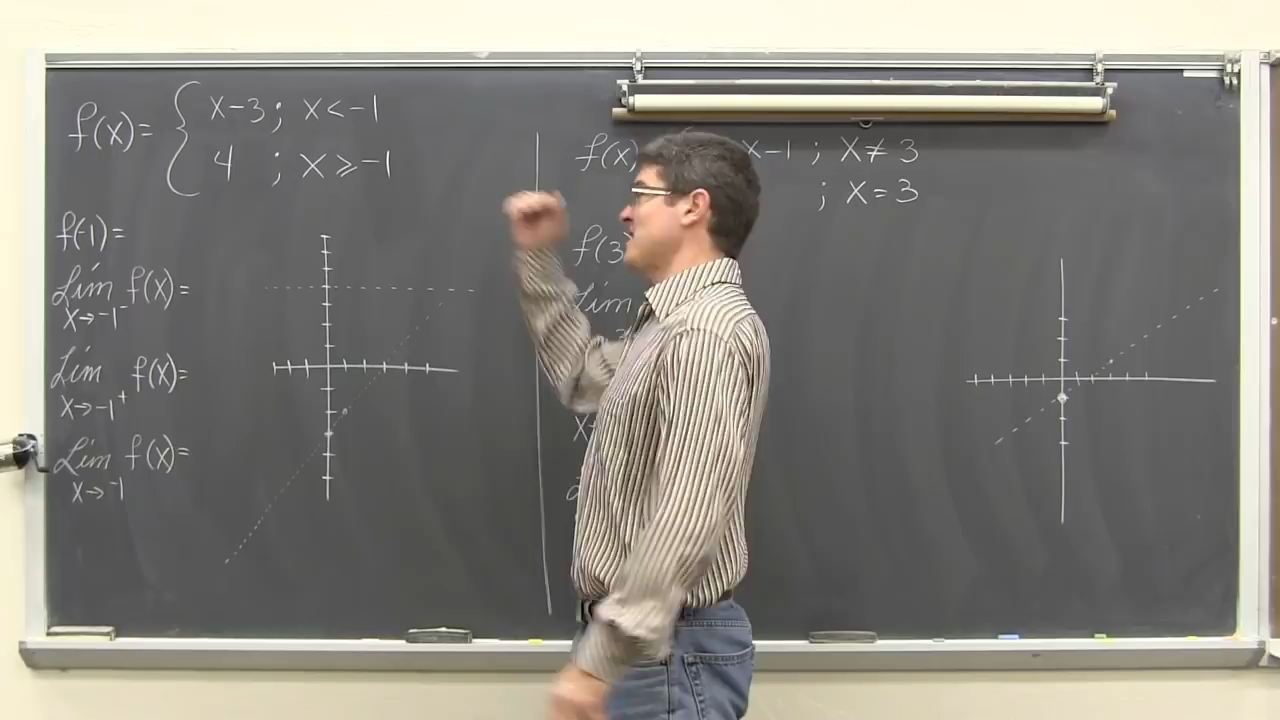 f(x)= { x-3; x<-1
4 ; x≥-1
f(-1)=
Lim f(x)=
x→-1⁻
Lim f(x)=
x→-1⁺
Lim f(x)=
x→-1
f(x) x-1 ; x≠3
; x=3
f(3)
Lim